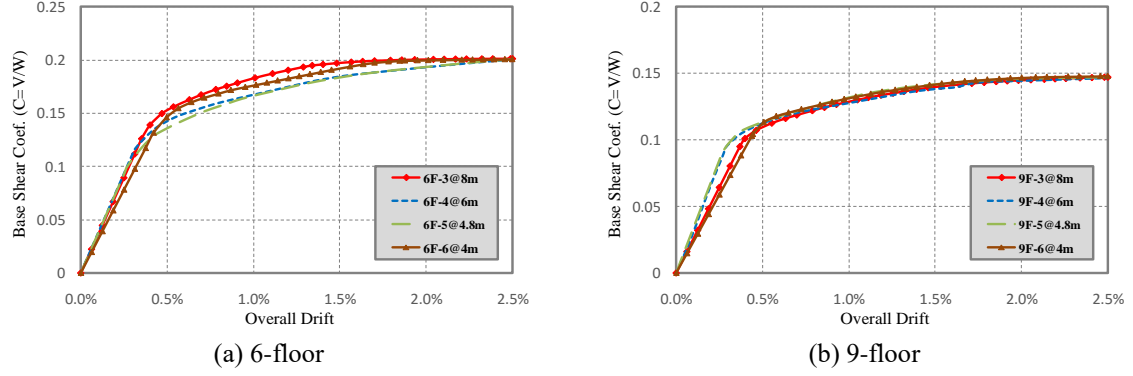 Base Shear Coef. (C= V/W)
0.25
0.2
0.15
0.1
0.05
0
6F-3@8m
6F-4@6m
6F-5@4.8m
6F-6@4m
0.0% 0.5% 1.0% 1.5% 2.0% 2.5%
Overall Drift
(a) 6-floor
Base Shear Coef. (C= V/W)
0.2
0.15
0.1
0.05
0
9F-3@8m
9F-4@6m
9F-5@4.8m
9F-6@4m
0.0% 0.5% 1.0% 1.5% 2.0% 2.5%
Overall Drift
(b) 9-floor